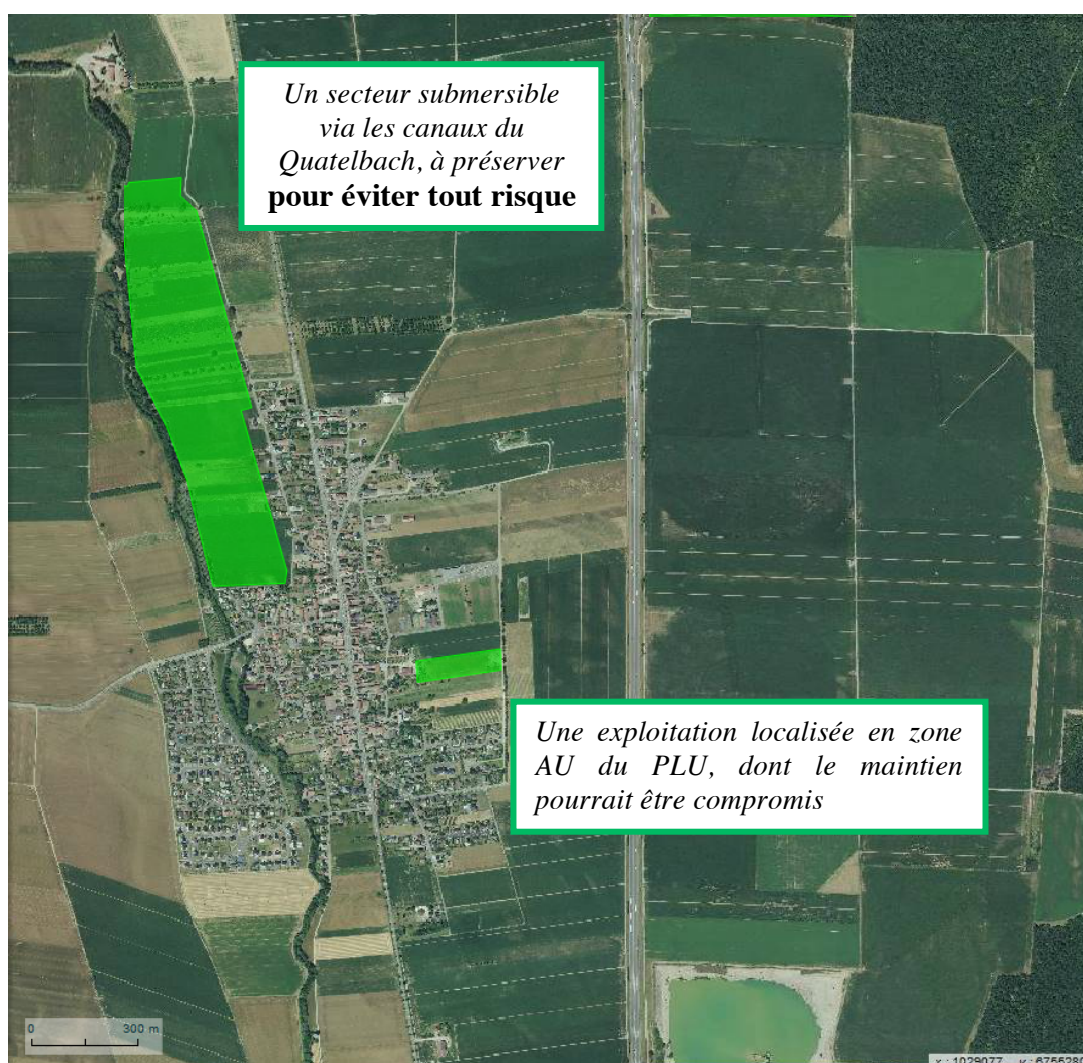 Un secteur submersible
via les canaux du
Quatelbach, à préserver
pour éviter tout risque
Une exploitation localisée en zone
AU du PLU, dont le maintien
pourrait être compromis
0 300 m